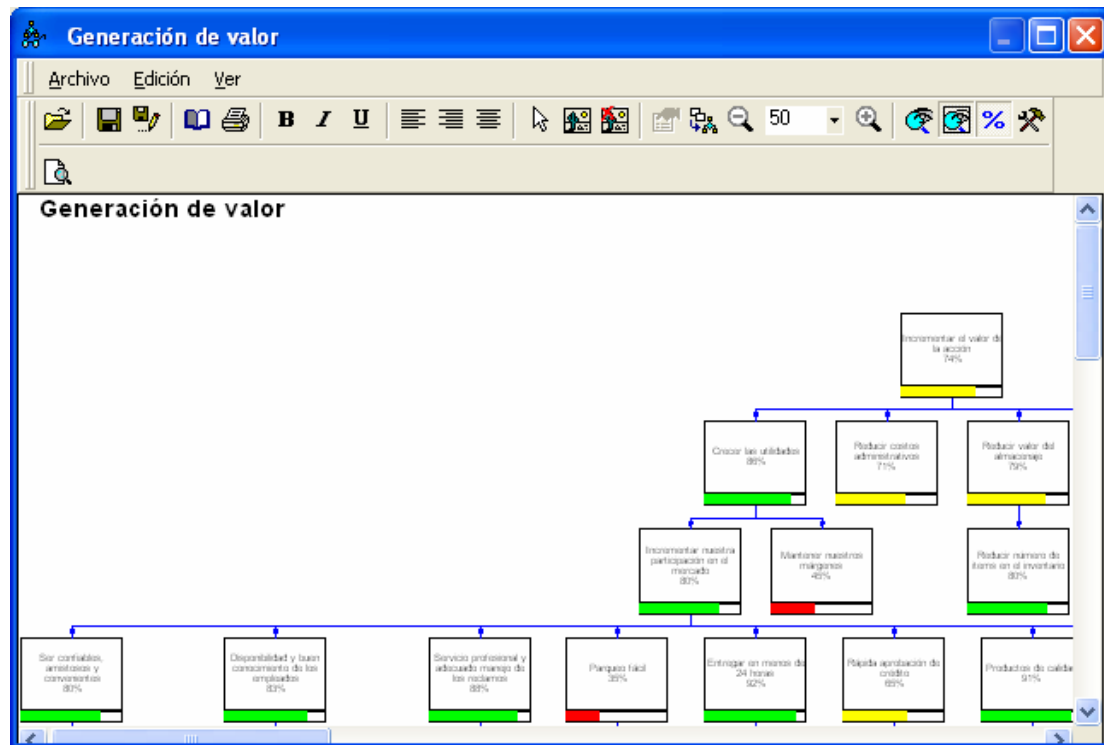 Generación de valor
Archivo Edición Ver
B I U 50 %
Generación de valor
Incrementar el valor de
la acción
74%
Crecer las utilidades
86%
Reducir costos
administrativos
71%
Reducir valor del
almacenaje
79%
Incrementar nuestra
participación en el
mercado
80%
Mantener nuestros
márgenes
45%
Reducir número de
items en el inventario
80%
Ser confiables,
amistosos y
convenientes
80%
Disponibilidad y buen
conocimiento de los
empleados
83%
Servicio profesional y
adecuado manejo de
los reclamos
88%
Parqueo fácil
35%
Entregar en menos de
24 horas
92%
Rápida aprobación de
crédito
65%
Productos de calidad
91%